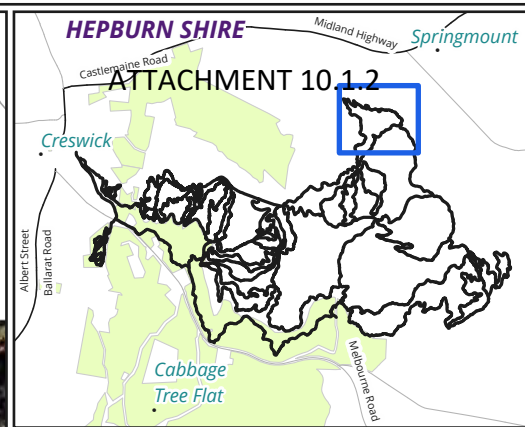 HEPBURN SHIRE
Midland Highway
Springmount
Castlemaine Road
ATTACHMENT 10.1.2
Creswick
Albert Street
Ballarat Road
Cabbage
Tree Flat
Melbourne Road